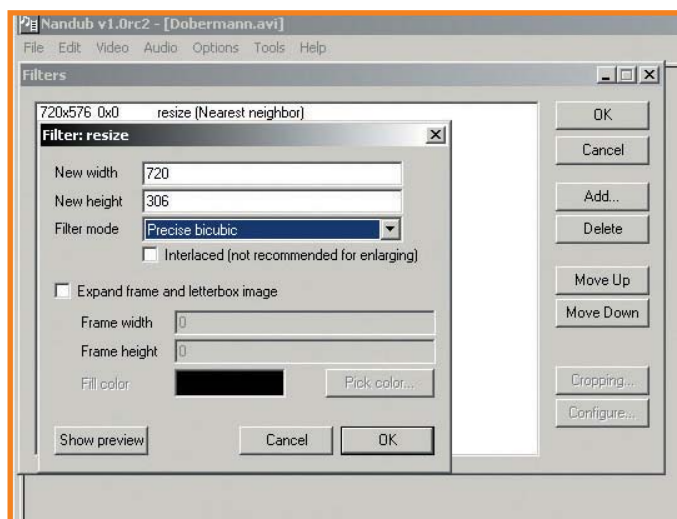 Nandub v1.0rc2 - [Dobermann.avi]
File Edit Video Audio Options Tools Help
Filters
720x576 0x0 resize (Nearest neighbor)
OK
Cancel
Add...
Delete
Move Up
Move Down
Cropping...
Configure...
Filter: resize
New width 720
New height 306
Filter mode Precise bicubic
Interlaced (not recommended for enlarging)
Expand frame and letterbox image
Frame width 0
Frame height 0
Fill color Pick color...
Show preview Cancel OK